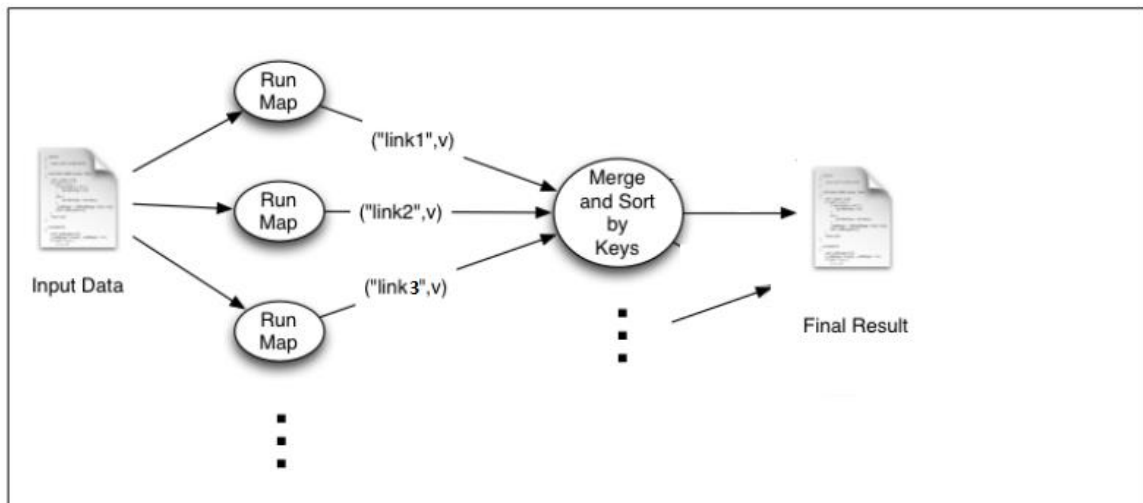 Run
Map
("link1",v)
Run
Map
("link2",v)
Merge
and Sort
by
Keys
Input Data
("link3",v)
Run
Map
Final Result